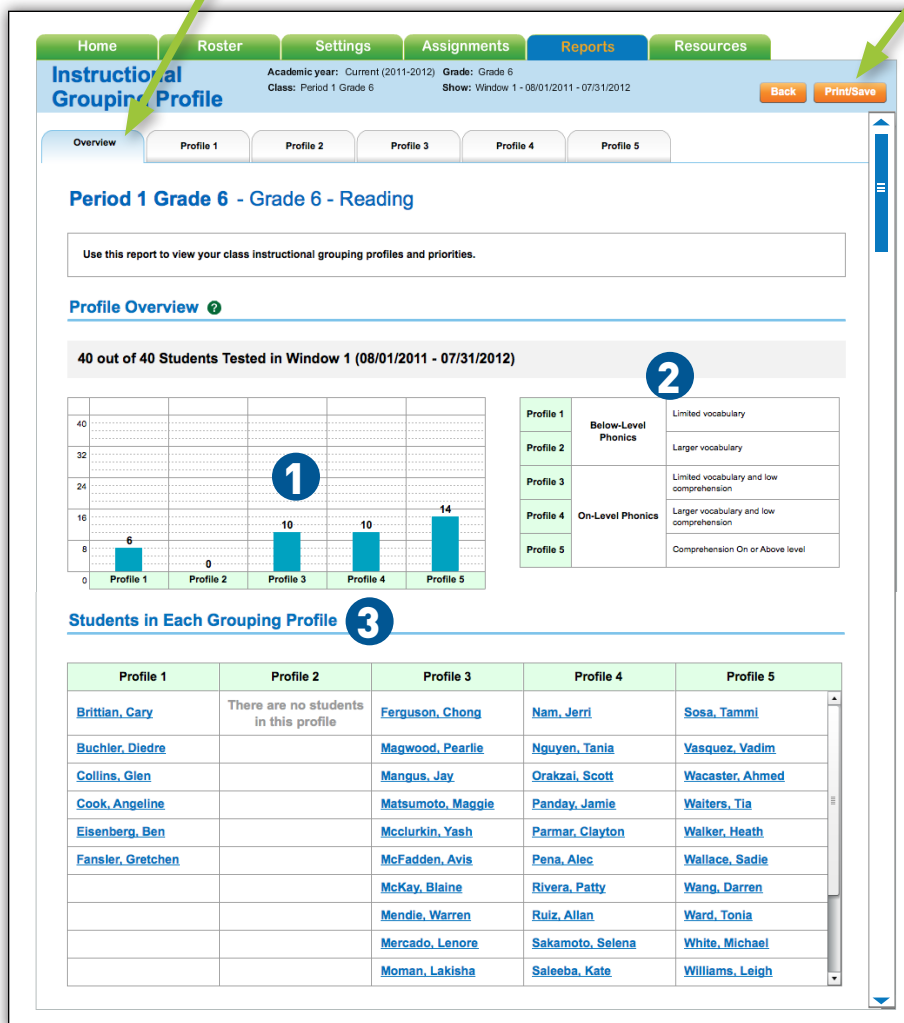 Home Roster Settings Assignments Reports Resources
Instructional
Grouping Profile
Academic year: Current (2011-2012) Grade: Grade 6
Class: Period 1 Grade 6 Show: Window 1 - 08/01/2011 - 07/31/2012
Back Print/Save
Overview Profile 1 Profile 2 Profile 3 Profile 4 Profile 5
Period 1 Grade 6 - Grade 6 - Reading
Use this report to view your class instructional grouping profiles and priorities.
Profile Overview ?
40 out of 40 Students Tested in Window 1 (08/01/2011 - 07/31/2012)
1
40
32
24
16
8
0
6 0 10 10 14
Profile 1 Profile 2 Profile 3 Profile 4 Profile 5
2
Profile 1 Below-Level Phonics Limited vocabulary
Profile 2 Larger vocabulary
Profile 3 Limited vocabulary and low
comprehension
Profile 4 On-Level Phonics Larger vocabulary and low
comprehension
Profile 5 Comprehension On or Above level
Students in Each Grouping Profile 3
Profile 1 Profile 2 Profile 3 Profile 4 Profile 5
Brittian, Cary There are no students in this profile Ferguson, Chong Nam, Jerri Sosa, Tammi
Buchler, Diedre Magwood, Pearlie Nguyen, Tania Vasquez, Vadim
Collins, Glen Mangus, Jay Orakzai, Scott Wacaster, Ahmed
Cook, Angeline Matsumoto, Maggie Panday, Jamie Waiters, Tia
Eisenberg, Ben Mcclurkin, Yash Parmar, Clayton Walker, Heath
Fansler, Gretchen McFadden, Avis Pena, Alec Wallace, Sadie
McKay, Blaine Rivera, Patty Wang, Darren
Mendie, Warren Ruiz, Allan Ward, Tonia
Mercado, Lenore Sakamoto, Selena White, Michael
Moman, Lakisha Saleeba, Kate Williams, Leigh